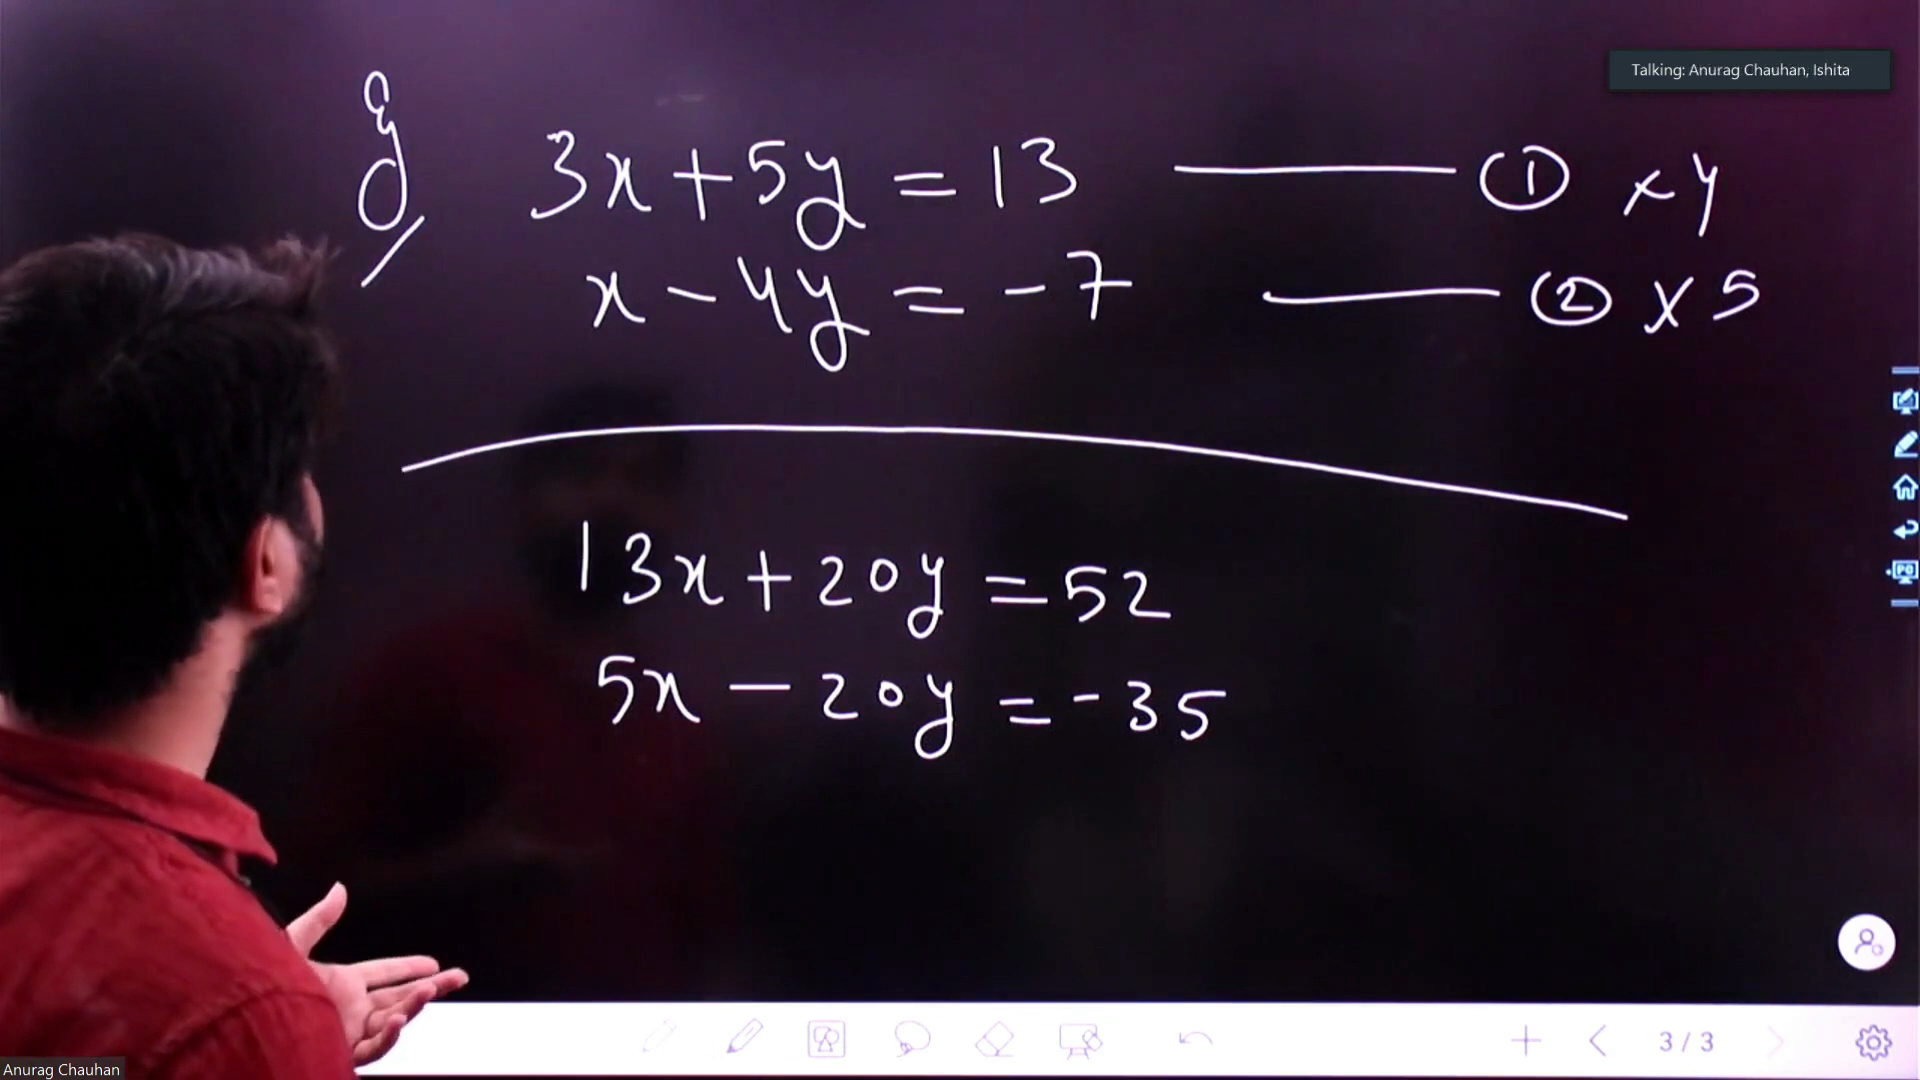 Talking: Anurag Chauhan, Ishita
eg 3x + 5y = 13 —— ① × 4
x - 4y = -7 —— ② × 5
13x + 20y = 52
5x - 20y = -35
3 / 3
Anurag Chauhan